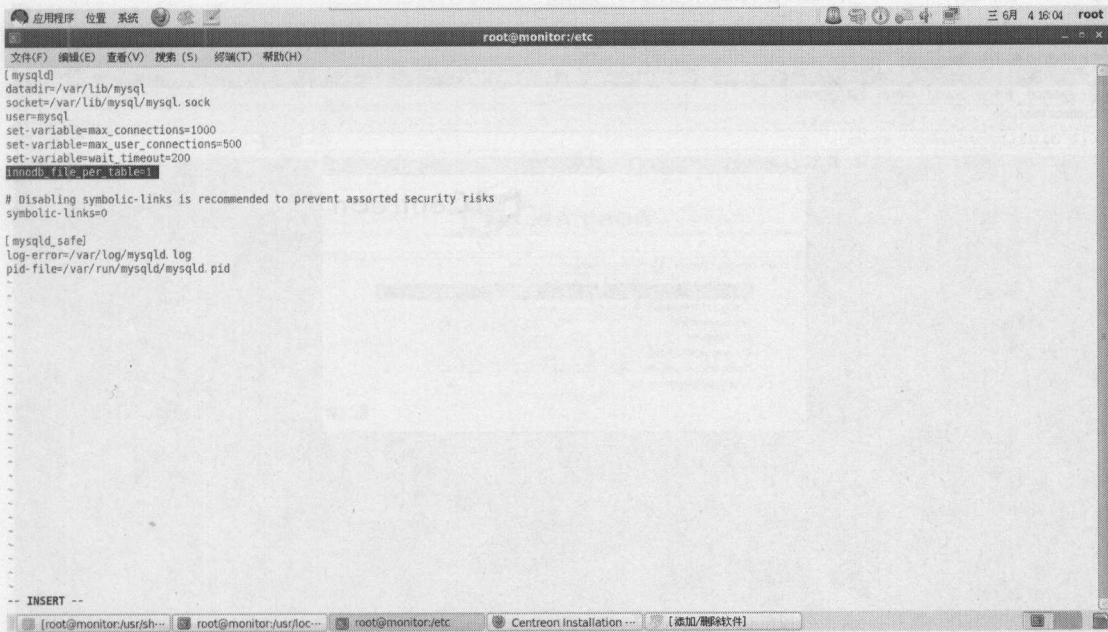 应用程序 位置 系统 三 6月 4 16:04 root
root@monitor:/etc
文件(F) 编辑(E) 查看(V) 搜索 (S) 终端(T) 帮助(H)
[mysqld]
datadir=/var/lib/mysql
socket=/var/lib/mysql/mysql.sock
user=mysql
set-variable=max_connections=1000
set-variable=max_user_connections=500
set-variable=wait_timeout=200
innodb_file_per_table=1
# Disabling symbolic-links is recommended to prevent assorted security risks
symbolic-links=0
[mysqld_safe]
log-error=/var/log/mysqld.log
pid-file=/var/run/mysqld/mysqld.pid
-- INSERT --
[root@monitor:/usr/sh··· root@monitor:/usr/loc··· root@monitor:/etc Centreon Installation ··· [添加/删除软件]